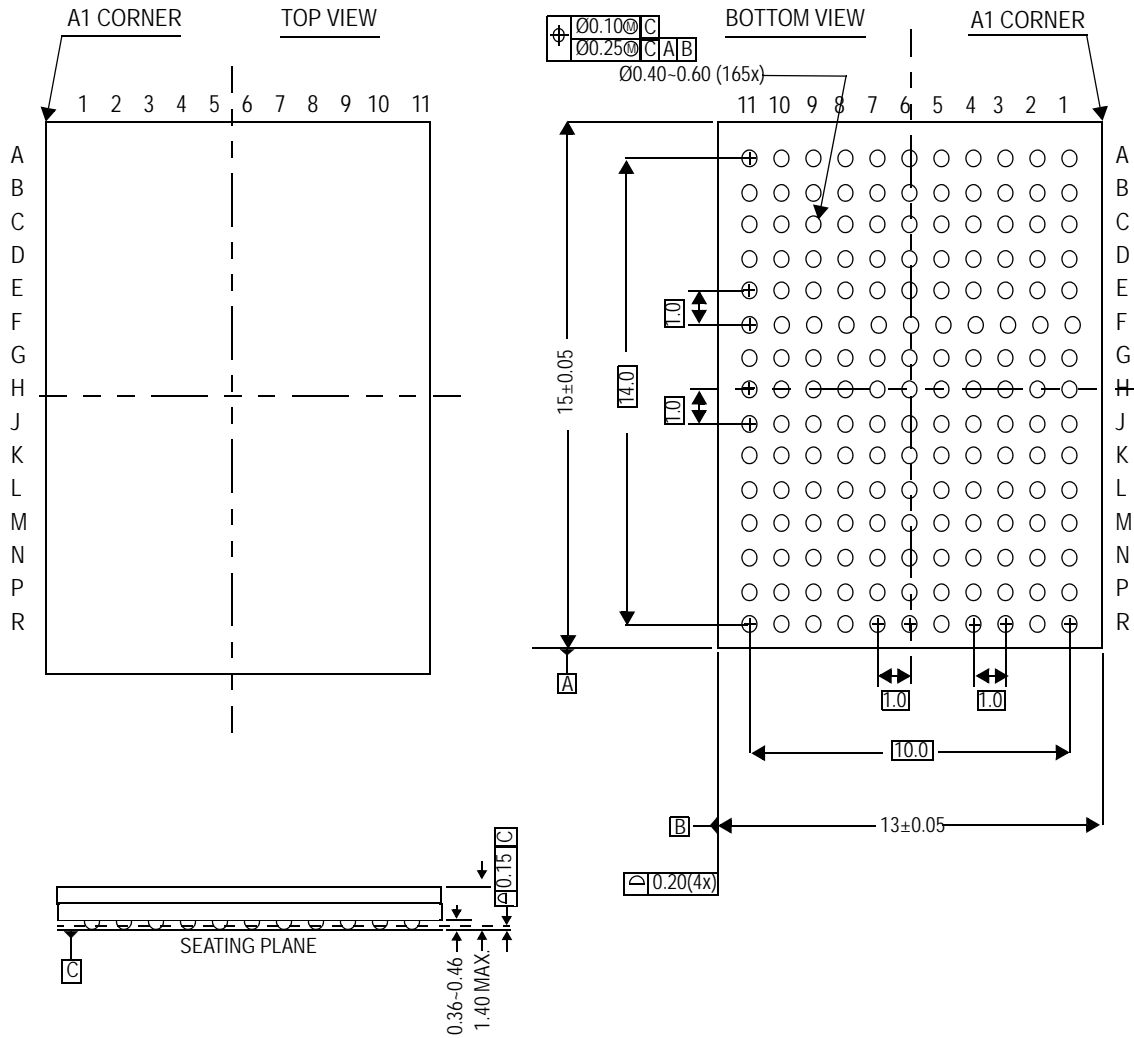 A1 CORNER TOP VIEW
1 2 3 4 5 6 7 8 9 10 11
A
B
C
D
E
F
G
H
J
K
L
M
N
P
R
Ø0.10Ⓜ C
Ø0.25Ⓜ C A B
BOTTOM VIEW A1 CORNER
Ø0.40~0.60 (165x)
11 10 9 8 7 6 5 4 3 2 1
A
B
C
D
E
F
G
H
J
K
L
M
N
P
R
15±0.05
14.0
1.0
1.0
A
1.0 1.0
10.0
B 13±0.05
0.20(4x)
0.15 C
SEATING PLANE
C
0.36~0.46
1.40 MAX.